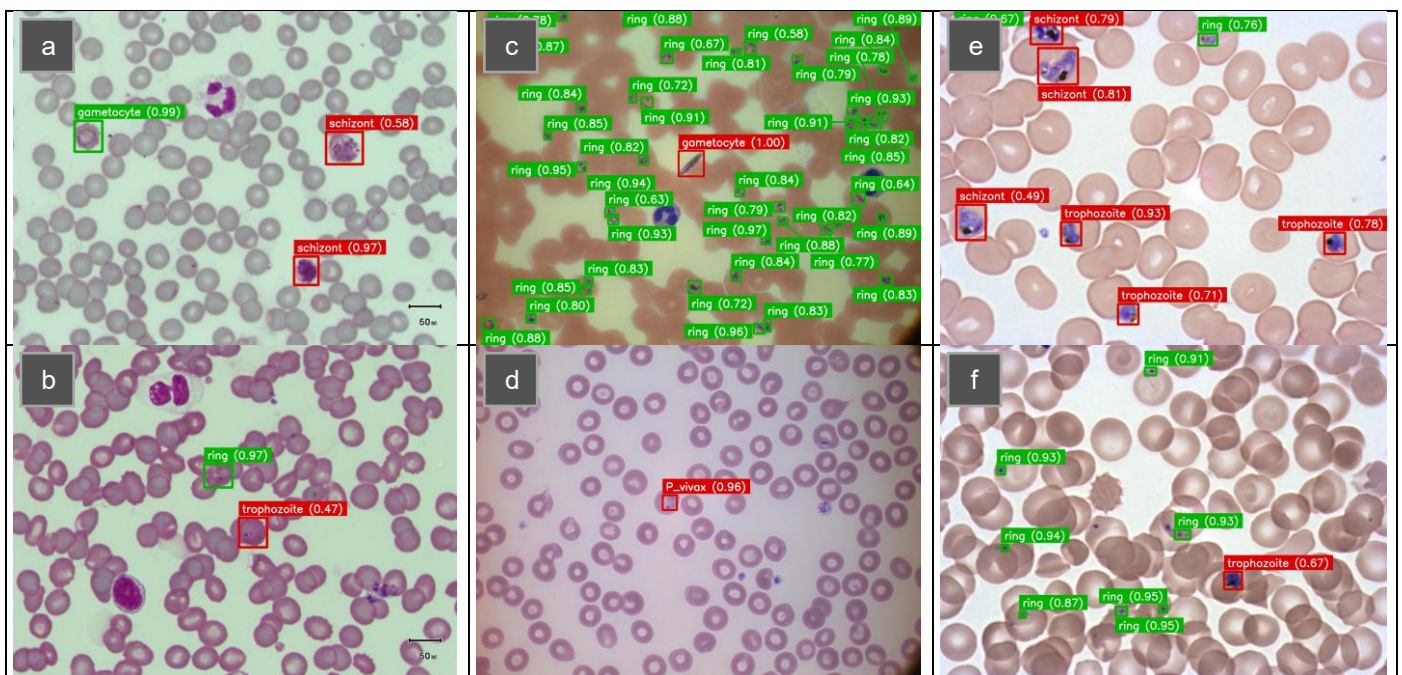 a
gametocyte (0.99)
schizont (0.58)
schizont (0.97)
50
b
ring (0.97)
trophozoite (0.47)
50
c
ring (0.88)
ring (0.89)
0.87)
ring (0.67)
ring (0.58)
ring (0.84)
ring (0.81)
ring (0.78)
ring (0.79)
ring (0.72)
ring (0.84)
ring (0.93)
ring (0.91)
ring (0.85)
ring (0.91)
ring (0.82)
gametocyte (1.00)
ring (0.82)
ring (0.85)
ring (0.95)
ring (0.94)
ring (0.84)
ring (0.64)
ring (0.63)
ring (0.79)
ring (0.82)
ring (0.93)
ring (0.97)
ring (0.89)
ring (0.88)
ring (0.84)
ring (0.77)
ring (0.83)
ring (0.85)
ring (0.83)
ring (0.80)
ring (0.72)
ring (0.83)
ring (0.96)
ring (0.88)
d
P_vivax (0.96)
e
schizont (0.79)
ring (0.76)
schizont (0.81)
schizont (0.49)
trophozoite (0.93)
trophozoite (0.78)
trophozoite (0.71)
f
ring (0.91)
ring (0.93)
ring (0.93)
ring (0.94)
trophozoite (0.67)
ring (0.87)
ring (0.95)
ring (0.95)